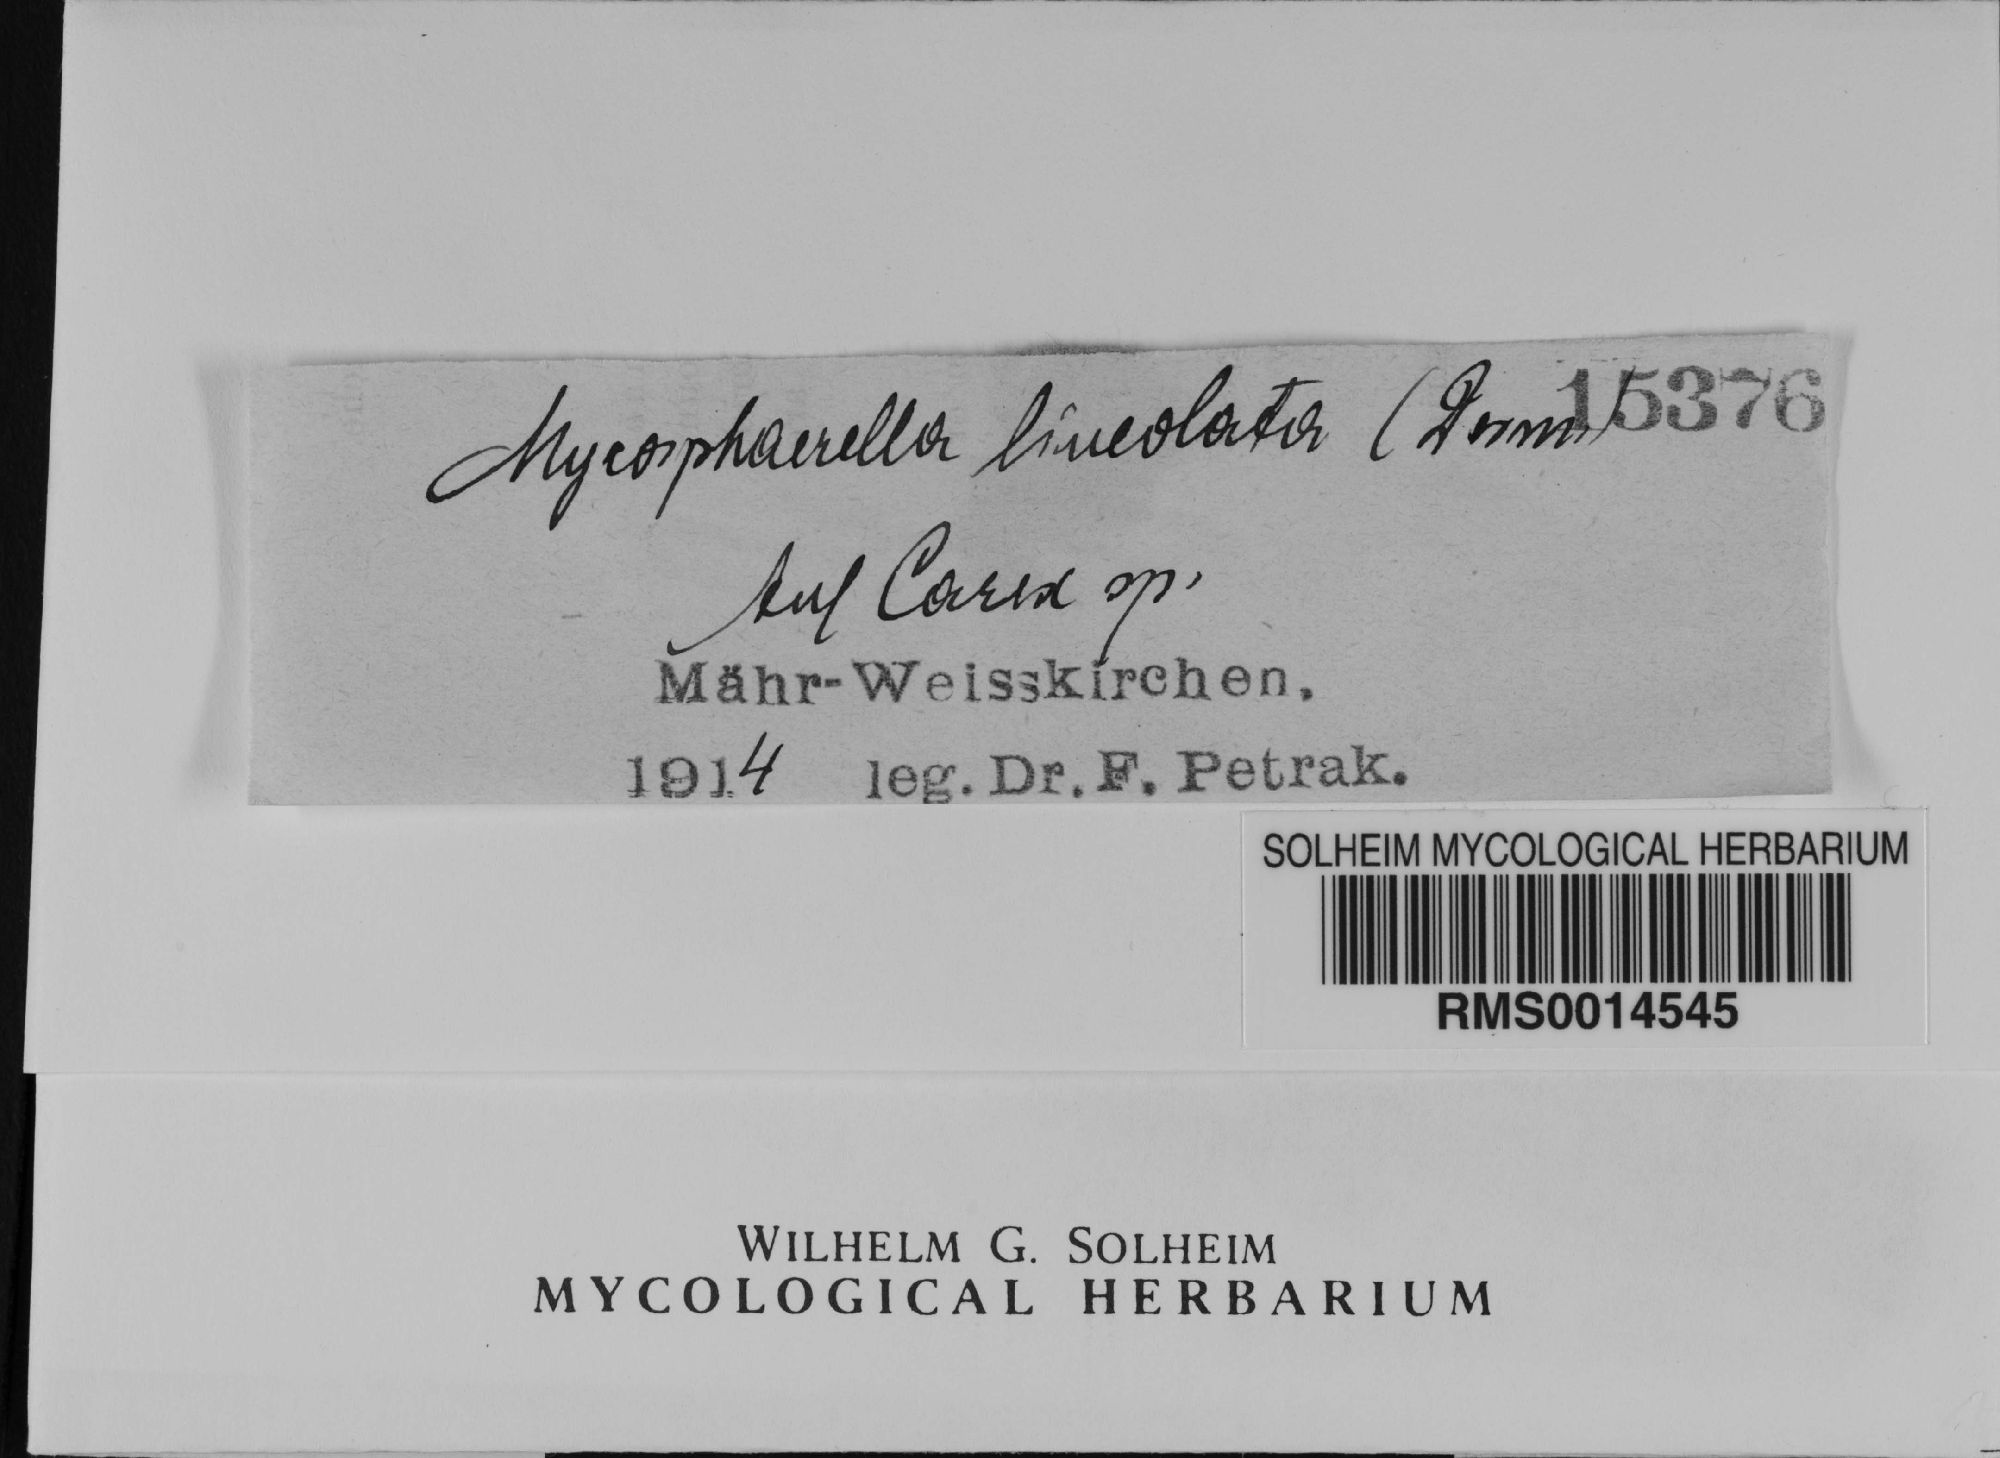 15376
Mycosphaerella lineolata (Desm.)
Auf Carex sp.
Mähr-Weisskirchen.
1914 leg. Dr. F. Petrak.
SOLHEIM MYCOLOGICAL HERBARIUM
RMS0014545
WILHELM G. SOLHEIM
MYCOLOGICAL HERBARIUM